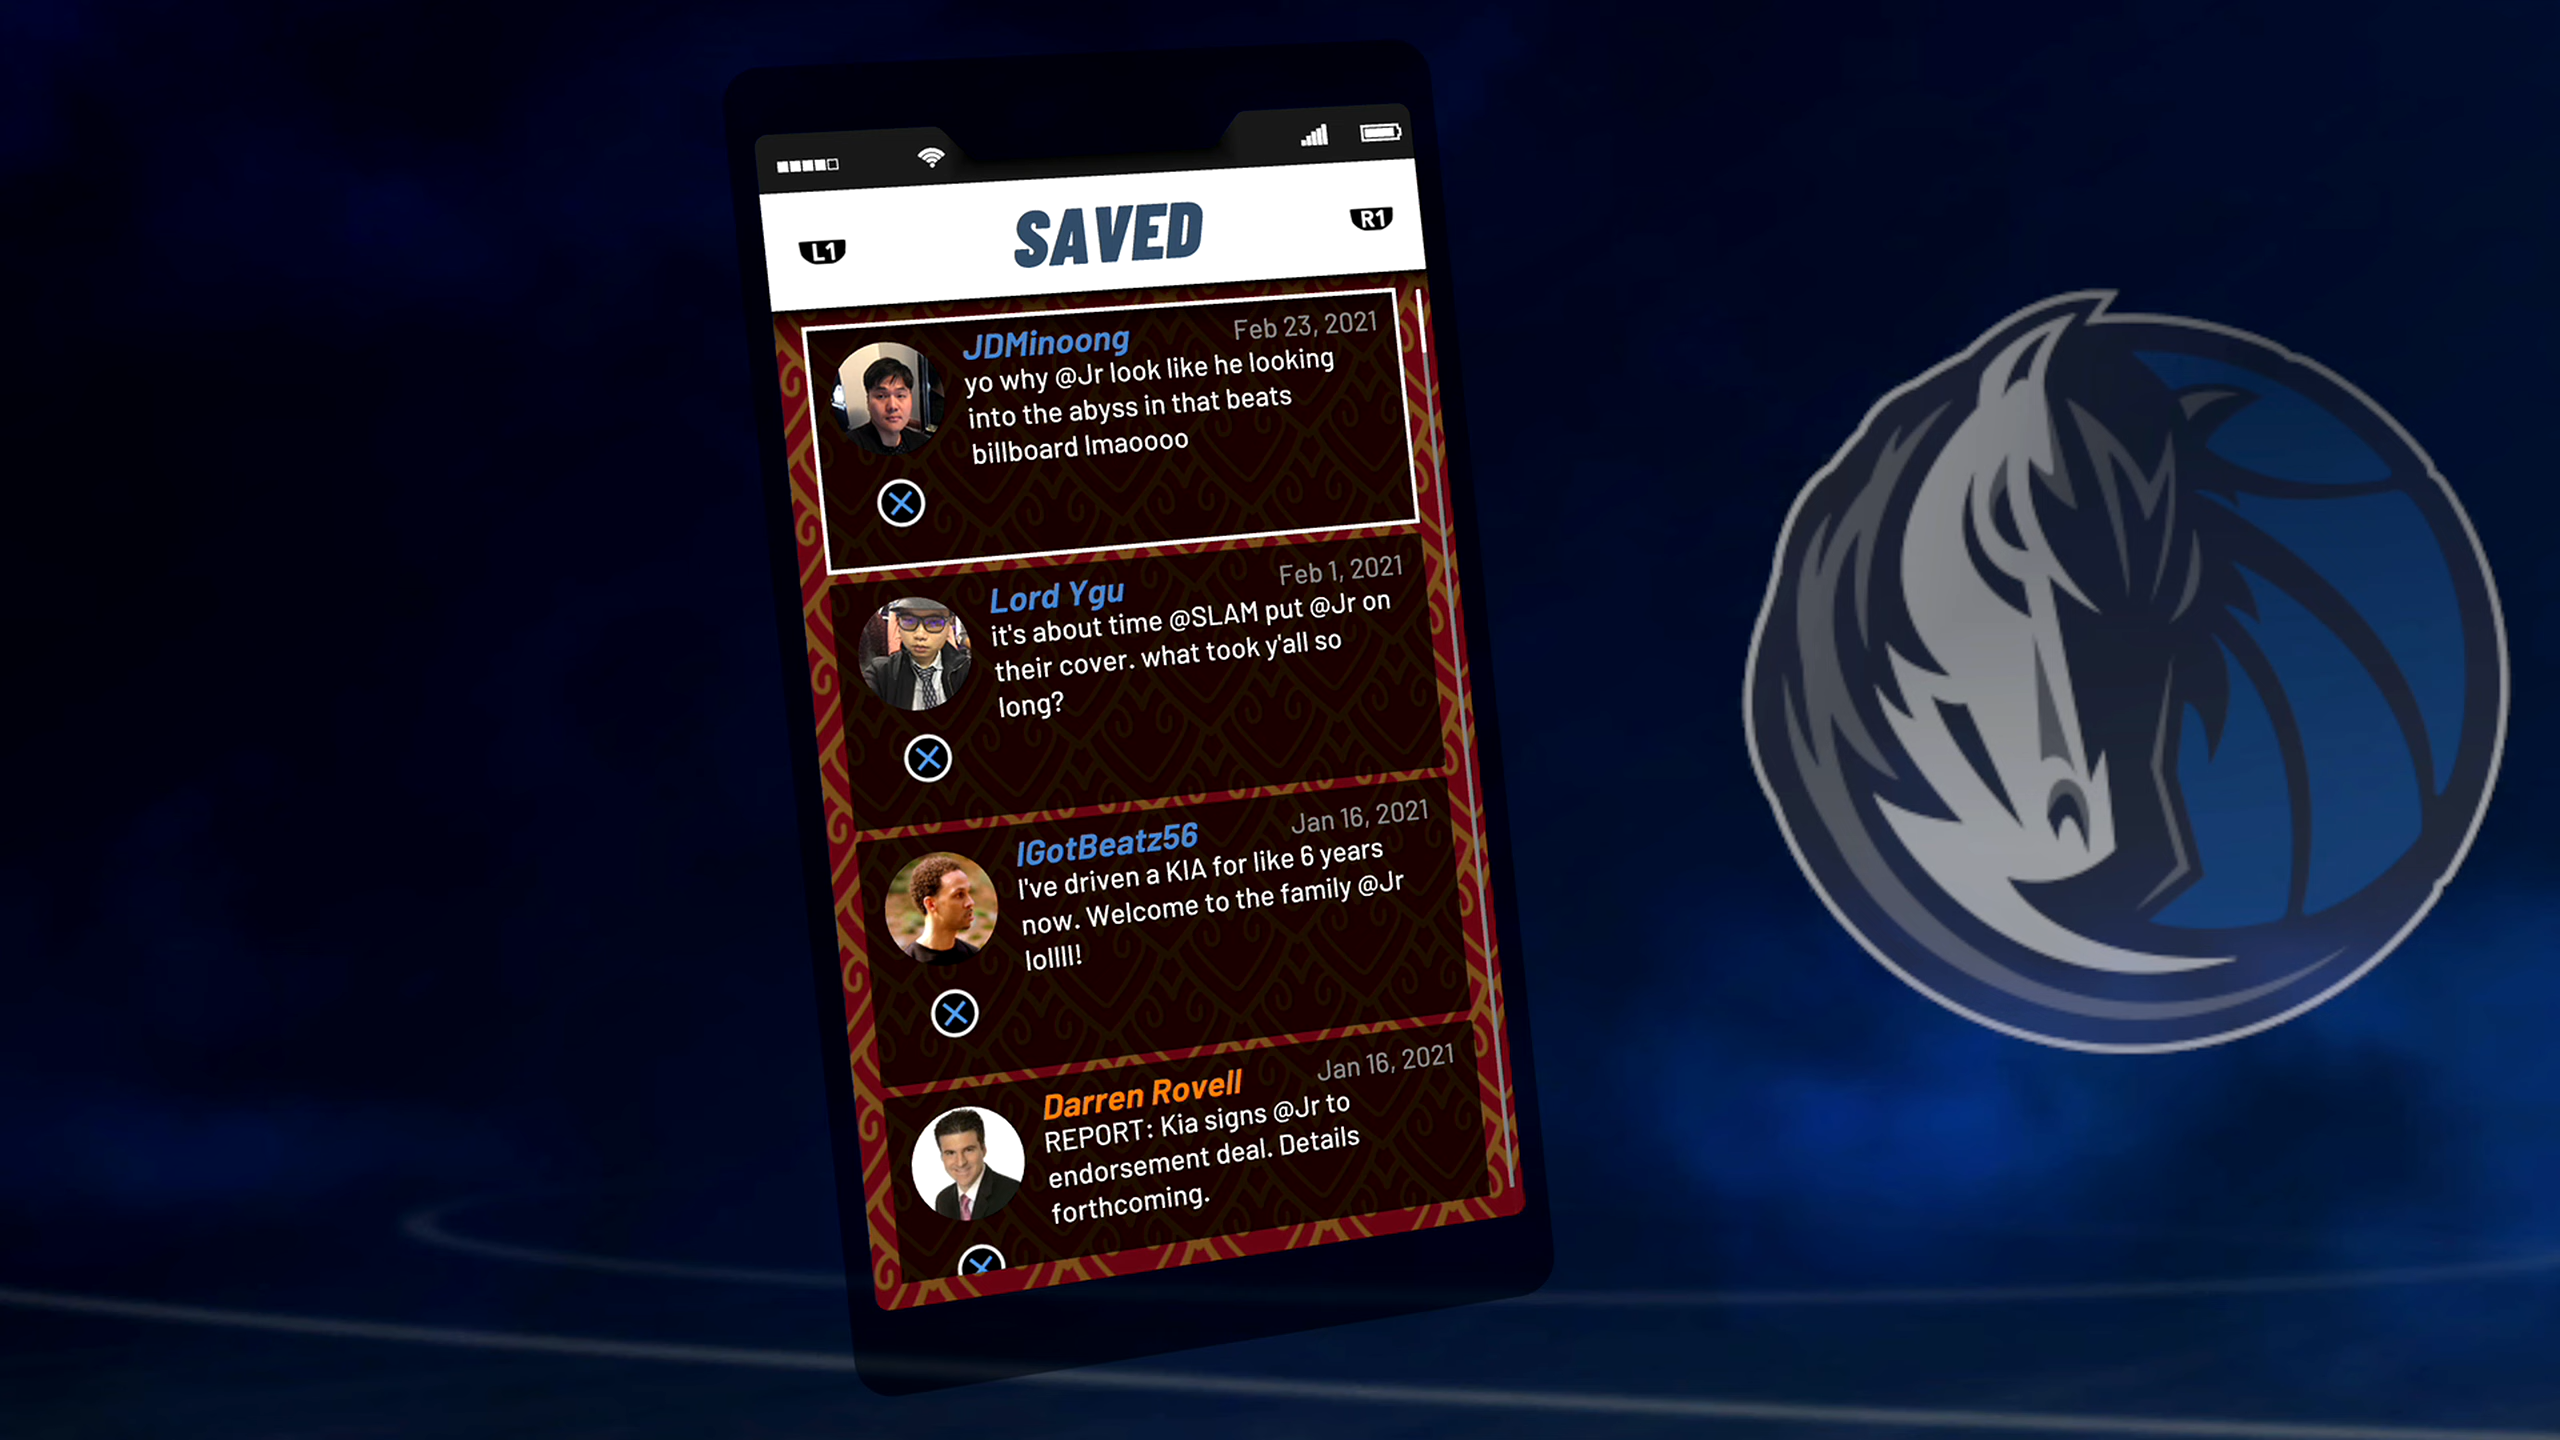 SAVED
L1
R1
JDMinoong
Feb 23, 2021
yo why @Jr look like he looking
into the abyss in that beats
billboard lmaoooo
Lord Ygu
Feb 1, 2021
it's about time @SLAM put @Jr on
their cover. what took y'all so
long?
IGotBeatz56
Jan 16, 2021
I've driven a KIA for like 6 years
now. Welcome to the family @Jr
lollll!
Darren Rovell
Jan 16, 2021
REPORT: Kia signs @Jr to
endorsement deal. Details
forthcoming.